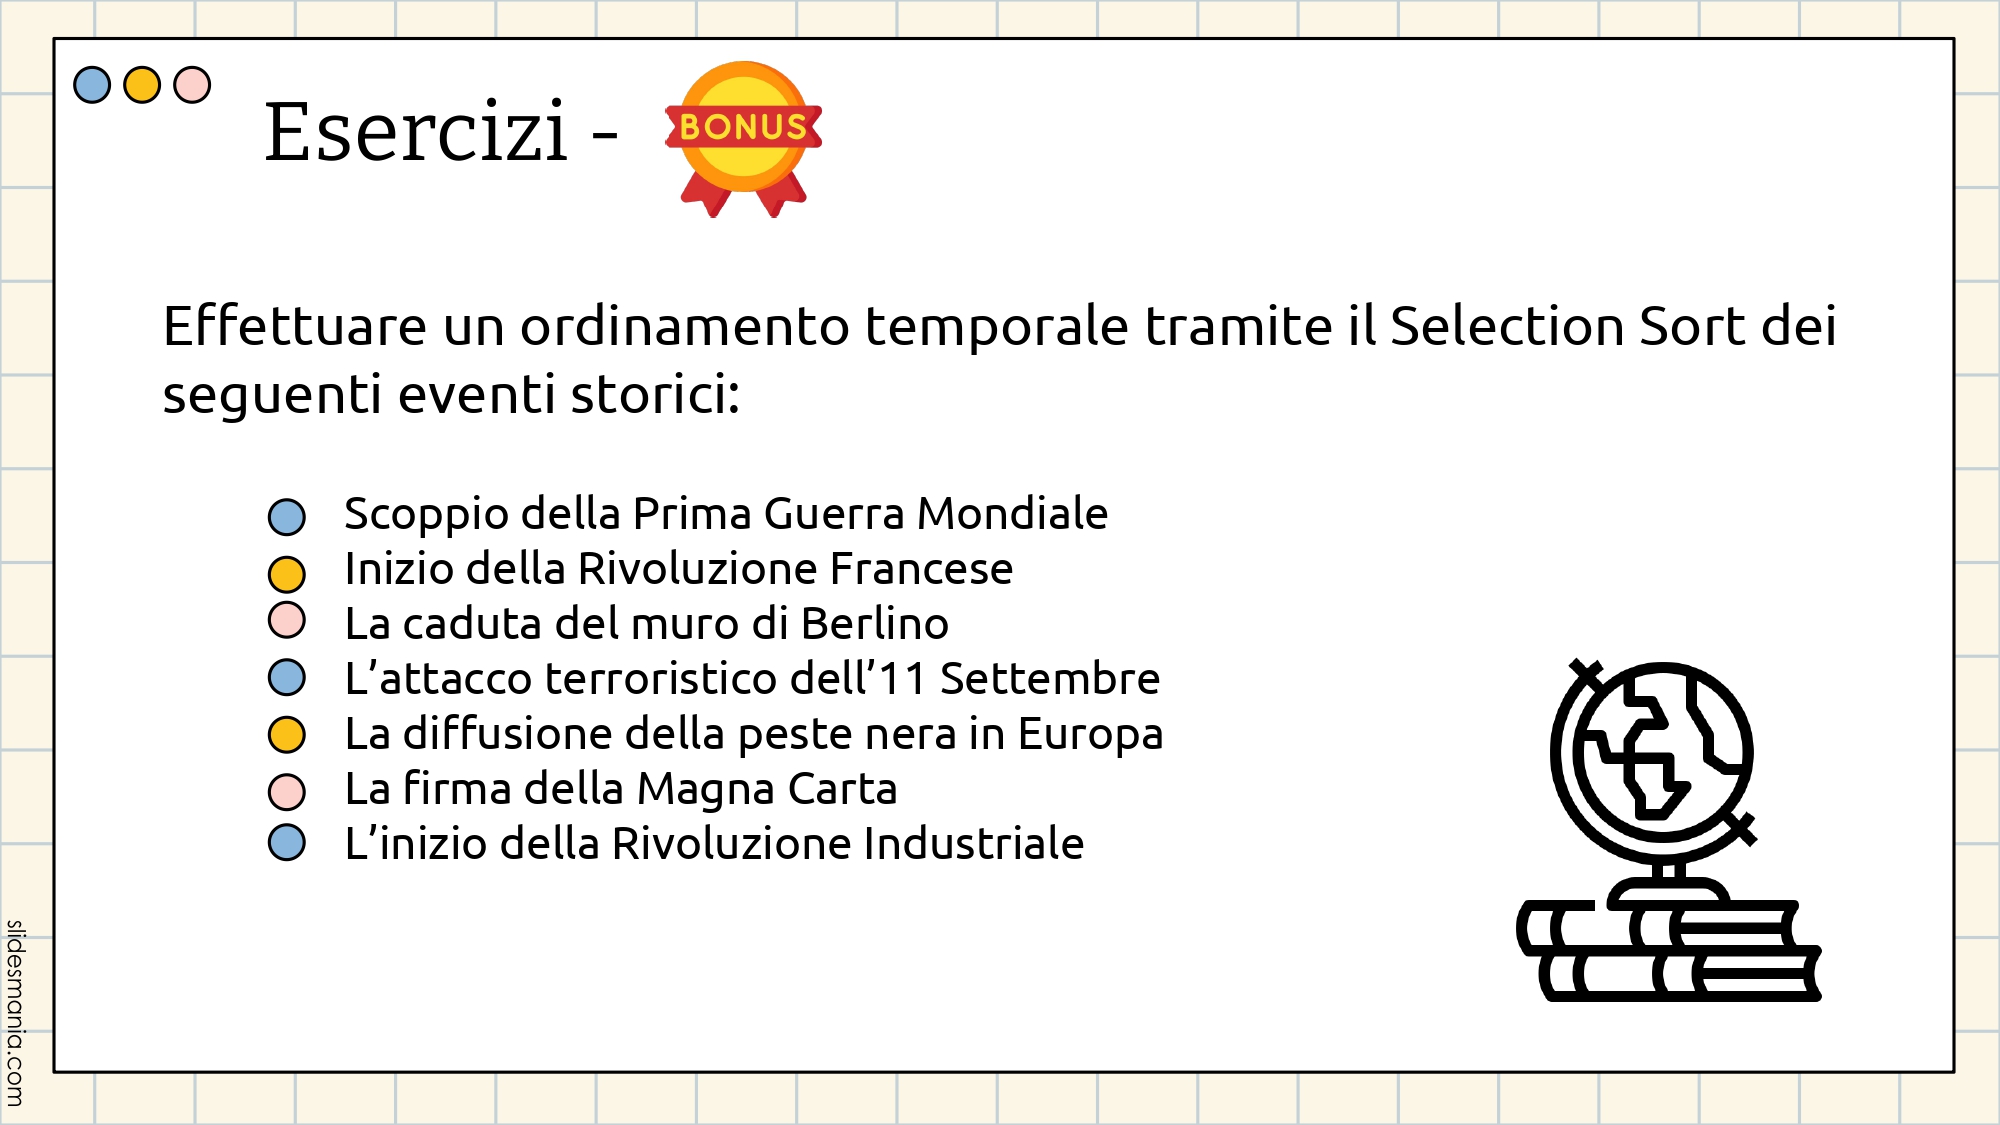 Esercizi -
BONUS
Effettuare un ordinamento temporale tramite il Selection Sort dei
seguenti eventi storici:
Scoppio della Prima Guerra Mondiale
Inizio della Rivoluzione Francese
La caduta del muro di Berlino
L’attacco terroristico dell’11 Settembre
La diffusione della peste nera in Europa
La firma della Magna Carta
L’inizio della Rivoluzione Industriale
slidesmania.com